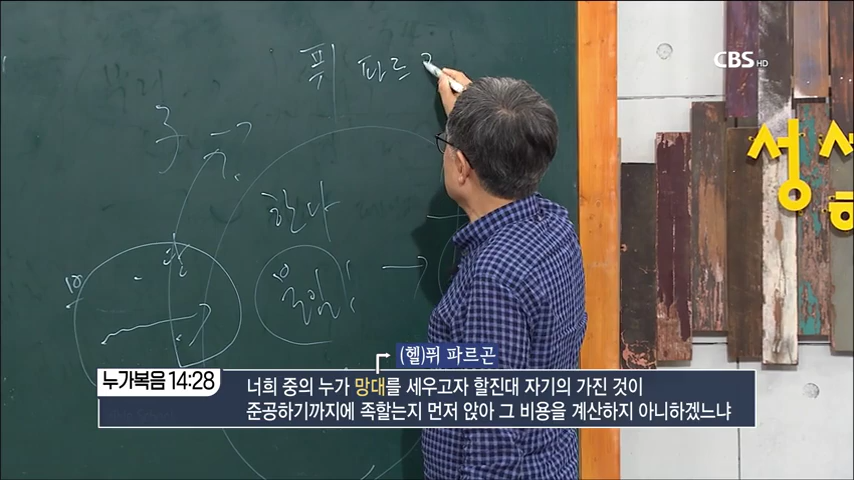 CBS HD
퓌 파르
주
한다
성
(헬)퓌 파르곤
누가복음 14:28
너희 중의 누가 망대를 세우고자 할진대 자기의 가진 것이
준공하기까지에 족할는지 먼저 앉아 그 비용을 계산하지 아니하겠느냐